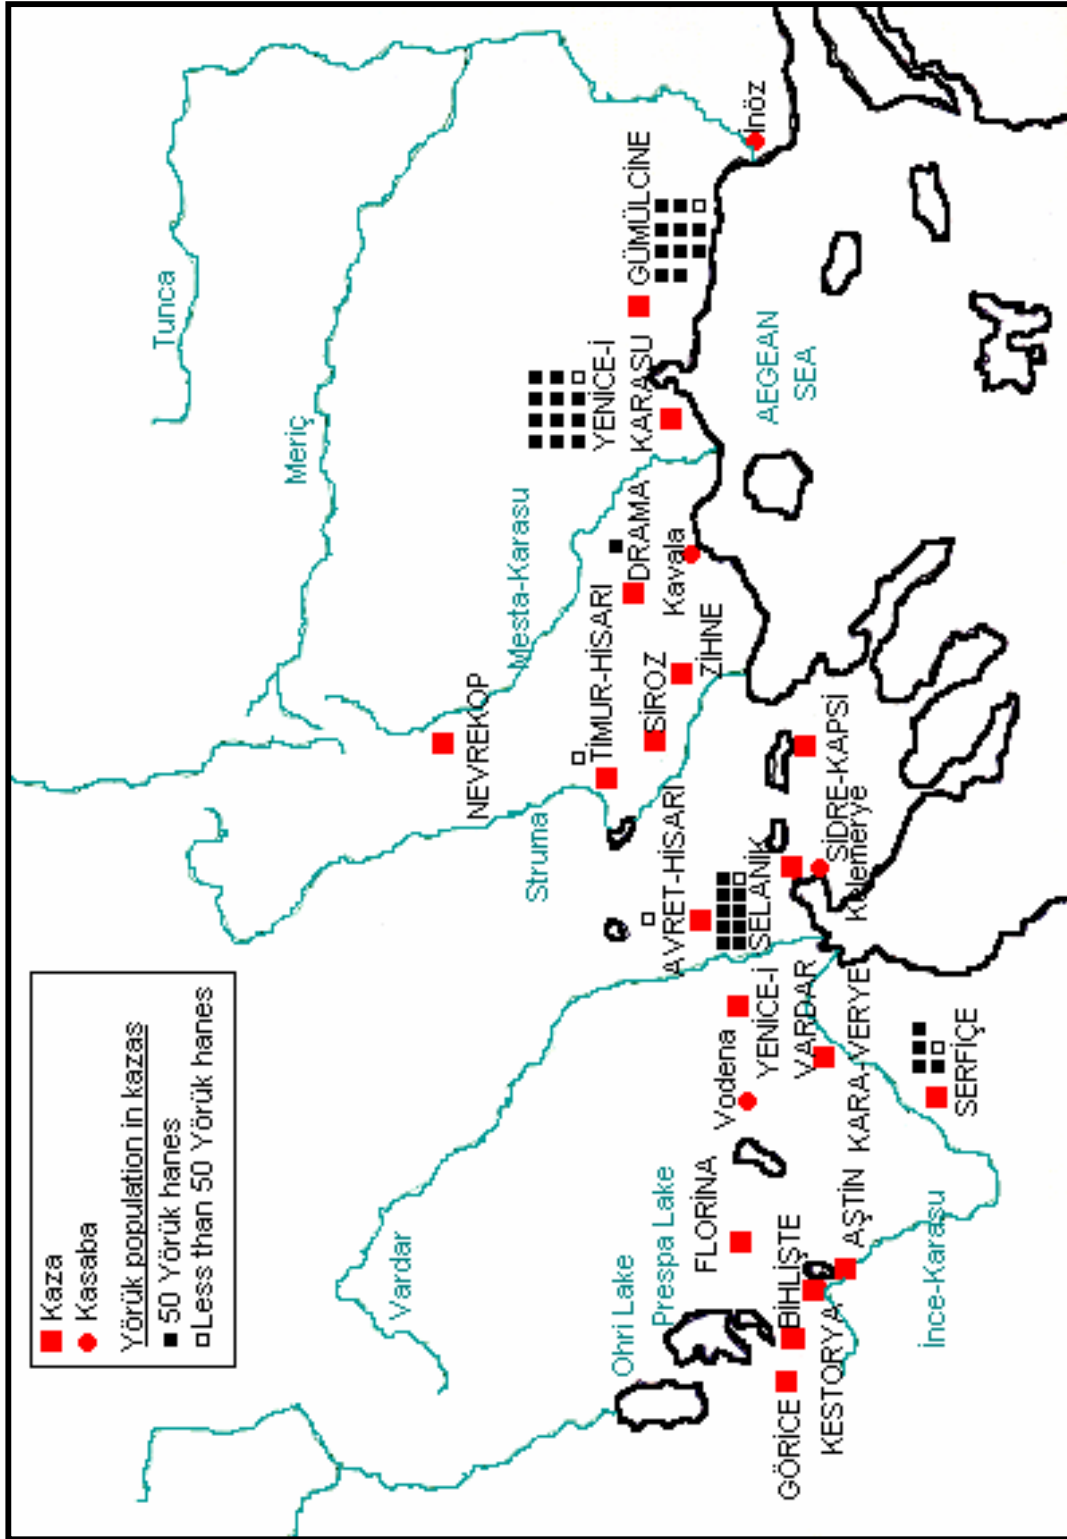 Kaza
Kasaba
Yörük population in kazas
50 Yörük hanes
Less than 50 Yörük hanes
Tunca
Meriç
Vardar
Struma
Mesta-Karasu
NEVREKOP
TİMUR-HİSARI
DRAMA
YENİCE-İ
KARASU
GÜMÜLCİNE
İnöz
SİROZ
ZİHNE
Kavala
AVRET-HİSARI
SELANİK
SİDRE-KAPSİ
Kelemerye
AEGEAN
SEA
Ohri Lake
Prespa Lake
FLORİNA
Vodena
YENİCE-İ
VARDAR
KARA-VERYE
SERFİÇE
GÖRİCE
BİHLİŞTE
KESTORYA
AŞTİN
İnce-Karasu